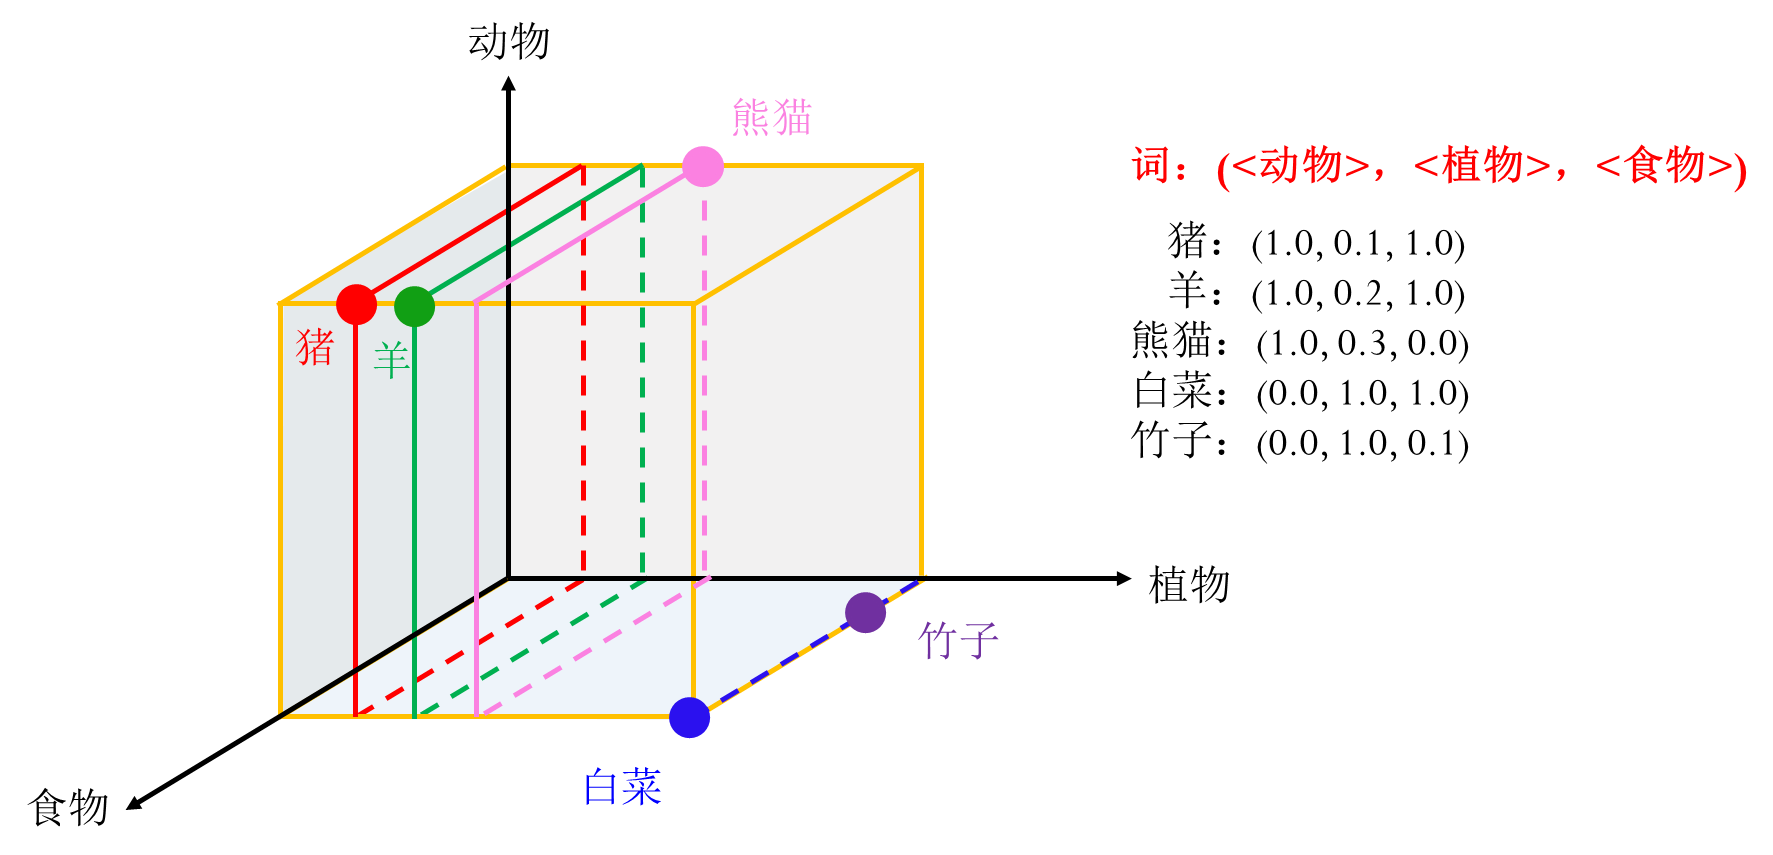 动物
熊猫
猪
羊
植物
竹子
白菜
食物
词：(<动物>，<植物>，<食物>)
猪：(1.0, 0.1, 1.0)
羊：(1.0, 0.2, 1.0)
熊猫：(1.0, 0.3, 0.0)
白菜：(0.0, 1.0, 1.0)
竹子：(0.0, 1.0, 0.1)